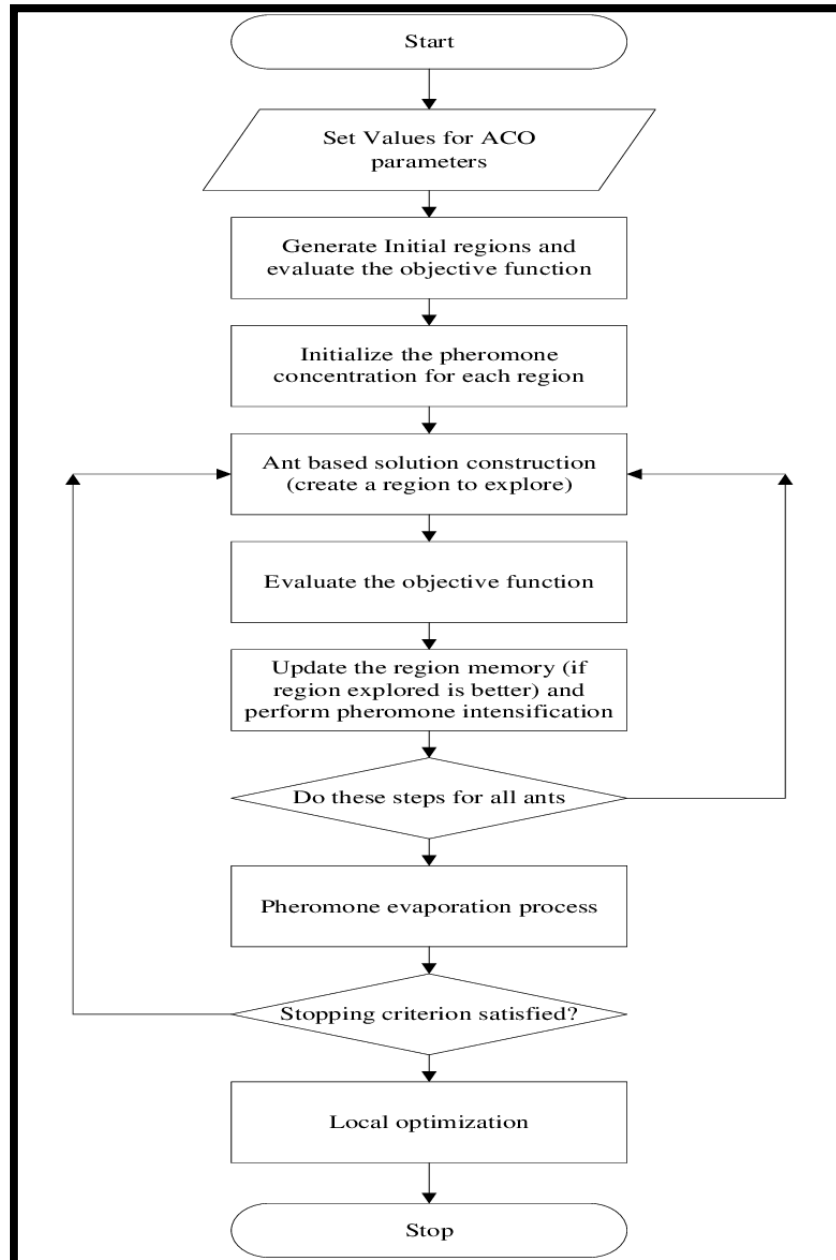 Start
Set Values for ACO
parameters
Generate Initial regions and
evaluate the objective function
Initialize the pheromone
concentration for each region
Ant based solution construction
(create a region to explore)
Evaluate the objective function
Update the region memory (if
region explored is better) and
perform pheromone intensification
Do these steps for all ants
Pheromone evaporation process
Stopping criterion satisfied?
Local optimization
Stop